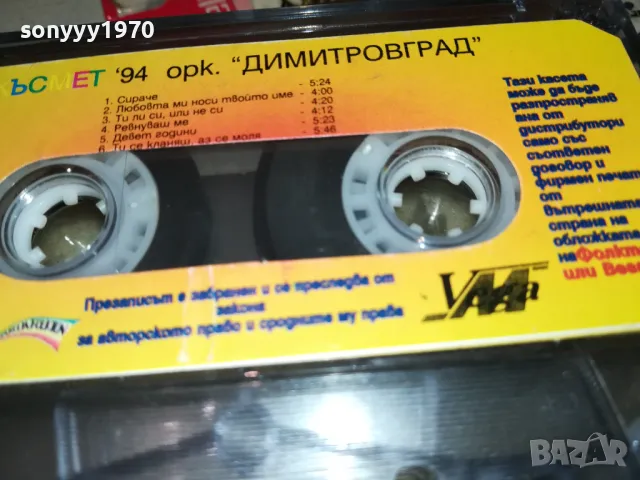 sonyyy1970
КЪСМЕТ '94 орк. "ДИМИТРОВГРАД"
1. Сираче - 5:24
2. Любовта ми носи твойто име - 4:00
3. Ти ли си, или не си - 4:20
4. Ревнуваш ме - 4:12
5. Девет години - 5:23
6. Ти се кланяш, аз се моля - 5:46
Тази касета
може да бъде
разпространяв
ана от
дистрибутори
само със
съответен
договор и
фирмен печат
от
вътрешната
страна на
обложката
на Фолкт
или
Презаписът е забранен и се преследва от
закона
за авторското право и сродните му права
BAZAR
bg